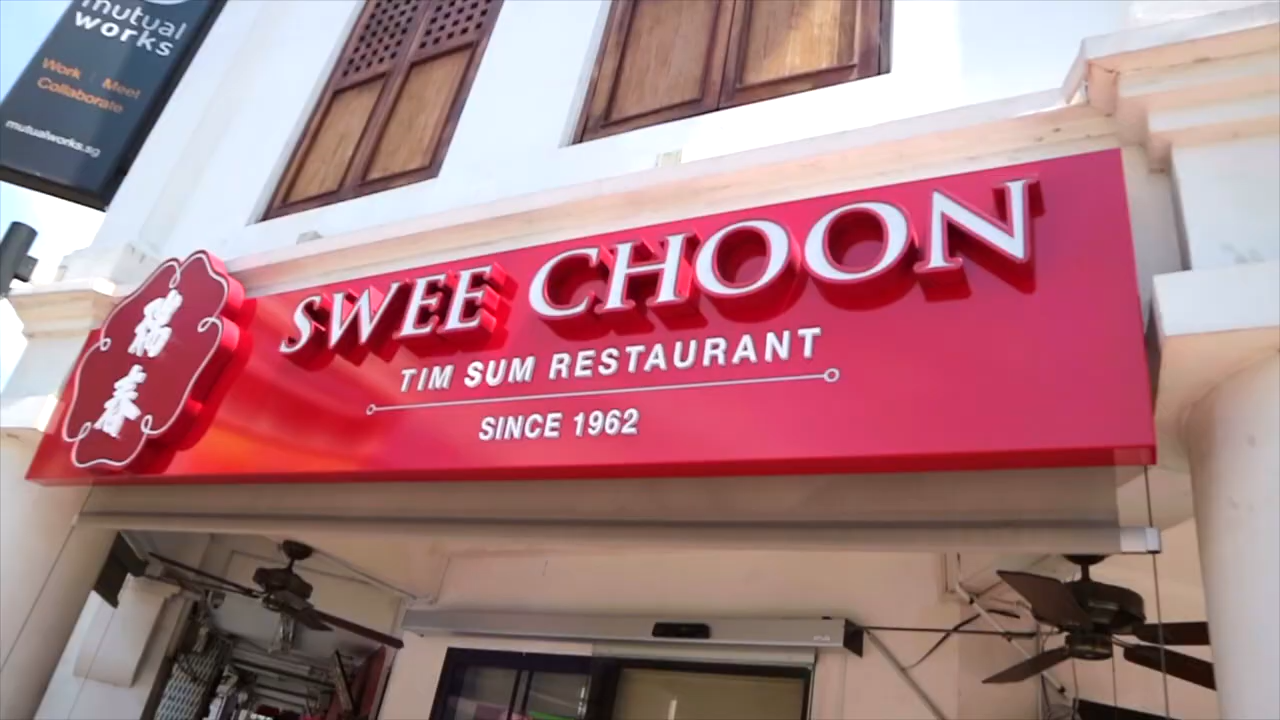 mutual
works
Work | Meet
Collaborate
mutualworks.sg
瑞春
SWEE CHOON
TIM SUM RESTAURANT
SINCE 1962